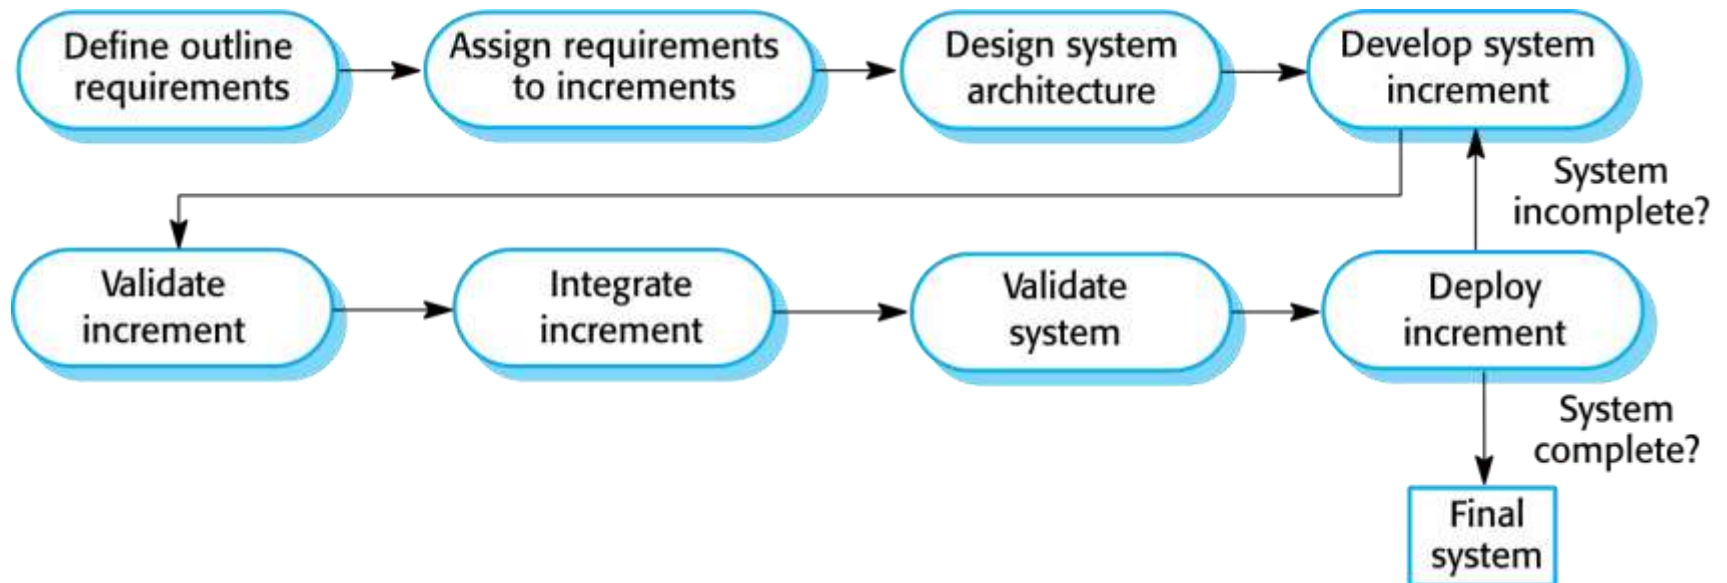 Define outline
requirements
Assign requirements
to increments
Design system
architecture
Develop system
increment
System
incomplete?
Validate
increment
Integrate
increment
Validate
system
Deploy
increment
System
complete?
Final
system